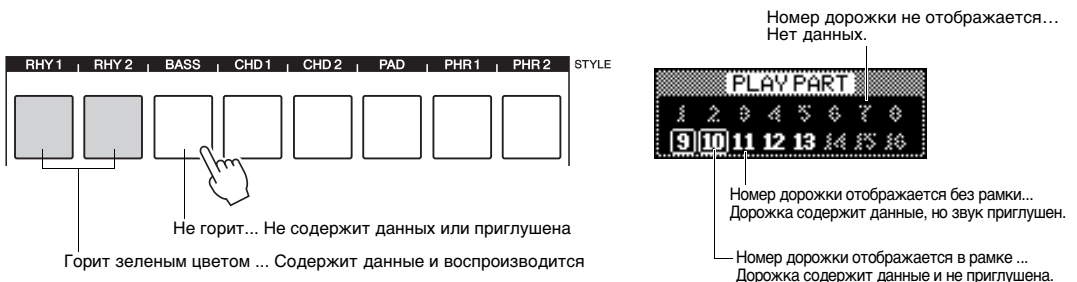 Номер дорожки не отображается…
Нет данных.
RHY 1 RHY 2 BASS CHD 1 CHD 2 PAD PHR 1 PHR 2 STYLE
PLAY PART
1 2 3 4 5 6 7 8
9 10 11 12 13 14 15 16
Номер дорожки отображается без рамки...
Дорожка содержит данные, но звук приглушен.
Не горит... Не содержит данных или приглушена
Горит зеленым цветом ... Содержит данные и воспроизводится
Номер дорожки отображается в рамке ...
Дорожка содержит данные и не приглушена.